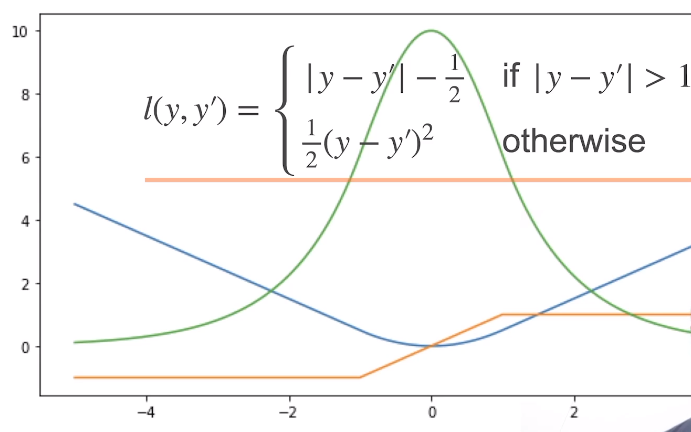 10
8
6
4
2
0
l(y, y′) = { |y − y′| − 1/2 if |y − y′| > 1
1/2(y − y′)² otherwise
−4 −2 0 2